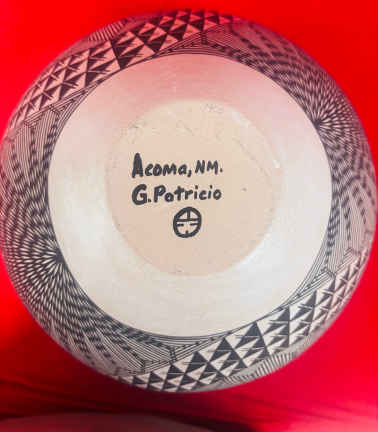 Acoma, NM.
G. Patricio